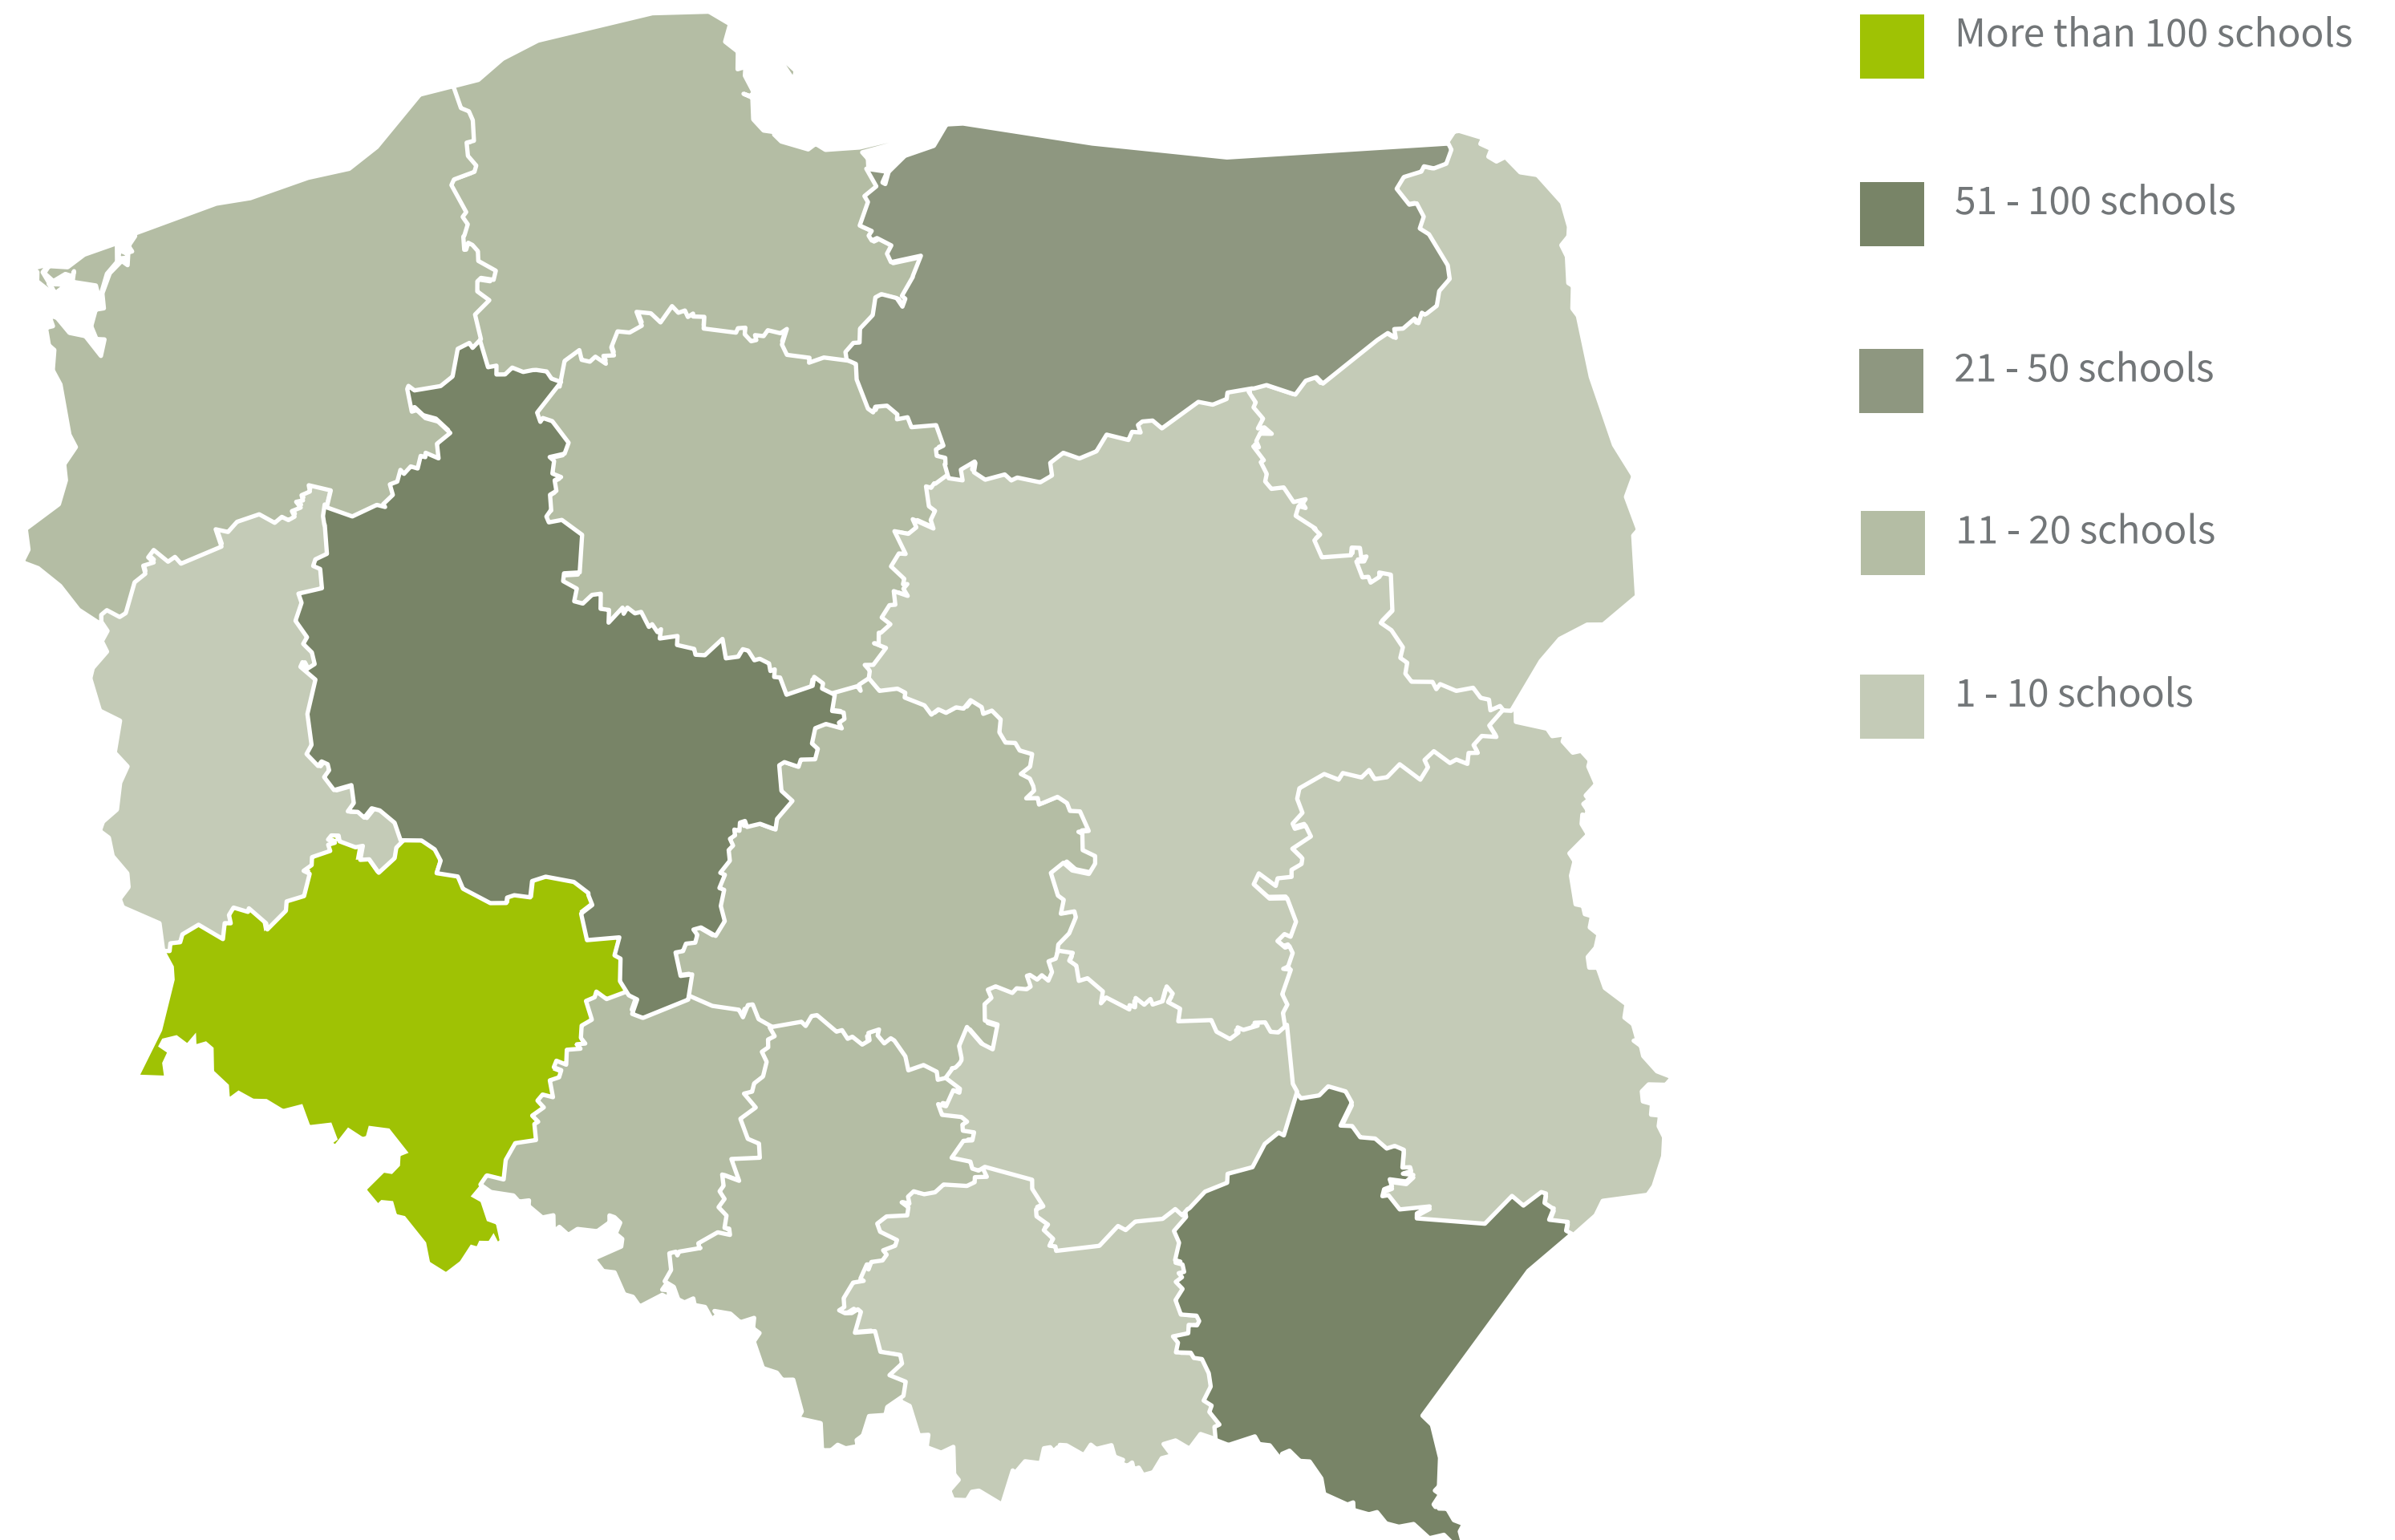 More than 100 schools
51 - 100 schools
21 - 50 schools
11 - 20 schools
1 - 10 schools